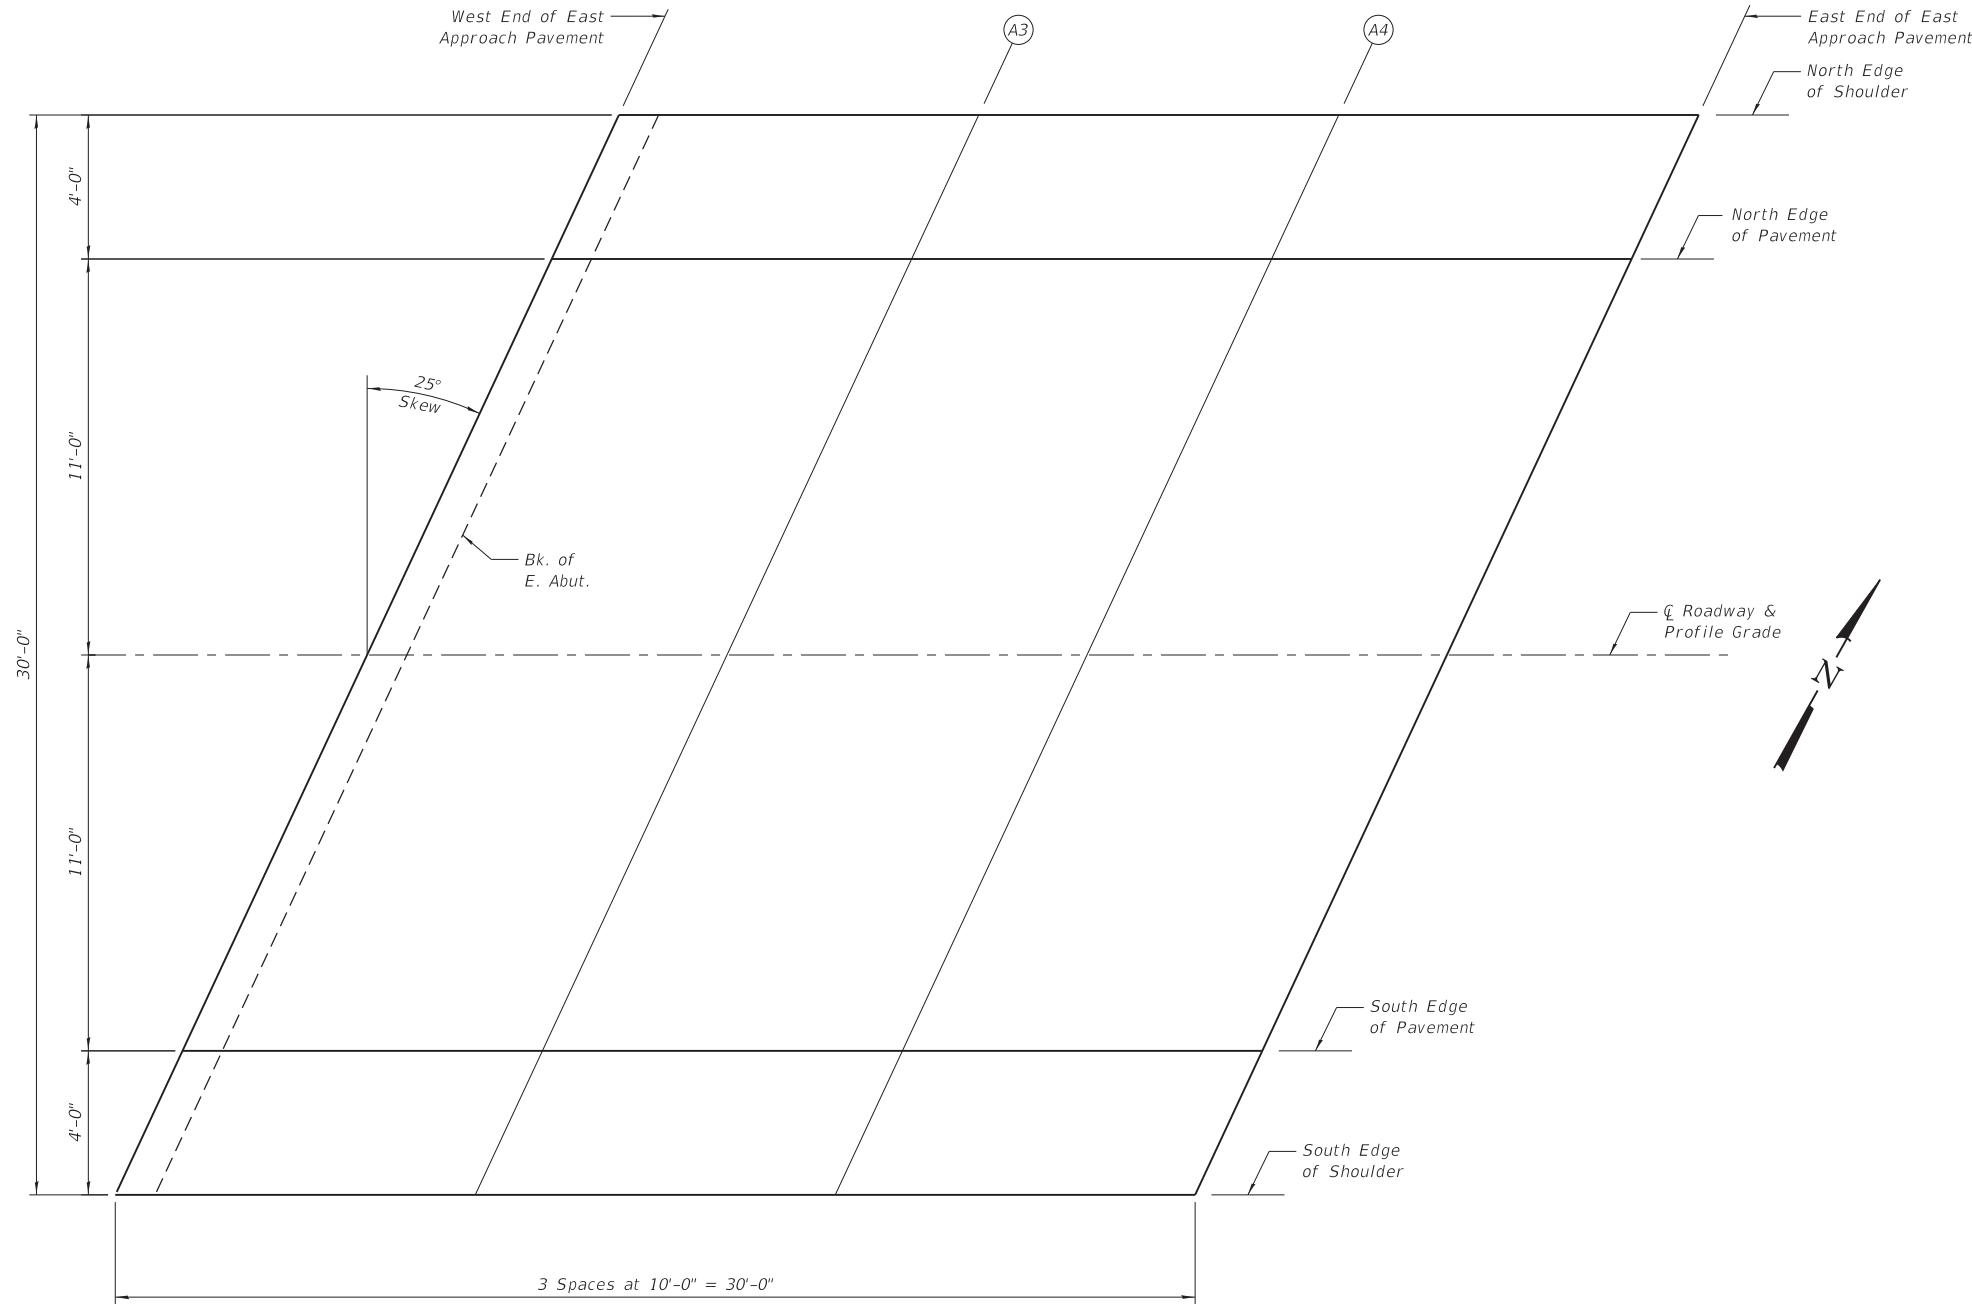 West End of East
Approach Pavement
A3
A4
East End of East
Approach Pavement
North Edge
of Shoulder
4'-0"
North Edge
of Pavement
25°
Skew
11'-0"
Bk. of
E. Abut.
30'-0"
℄ Roadway &
Profile Grade
N
11'-0"
South Edge
of Pavement
4'-0"
South Edge
of Shoulder
3 Spaces at 10'-0" = 30'-0"